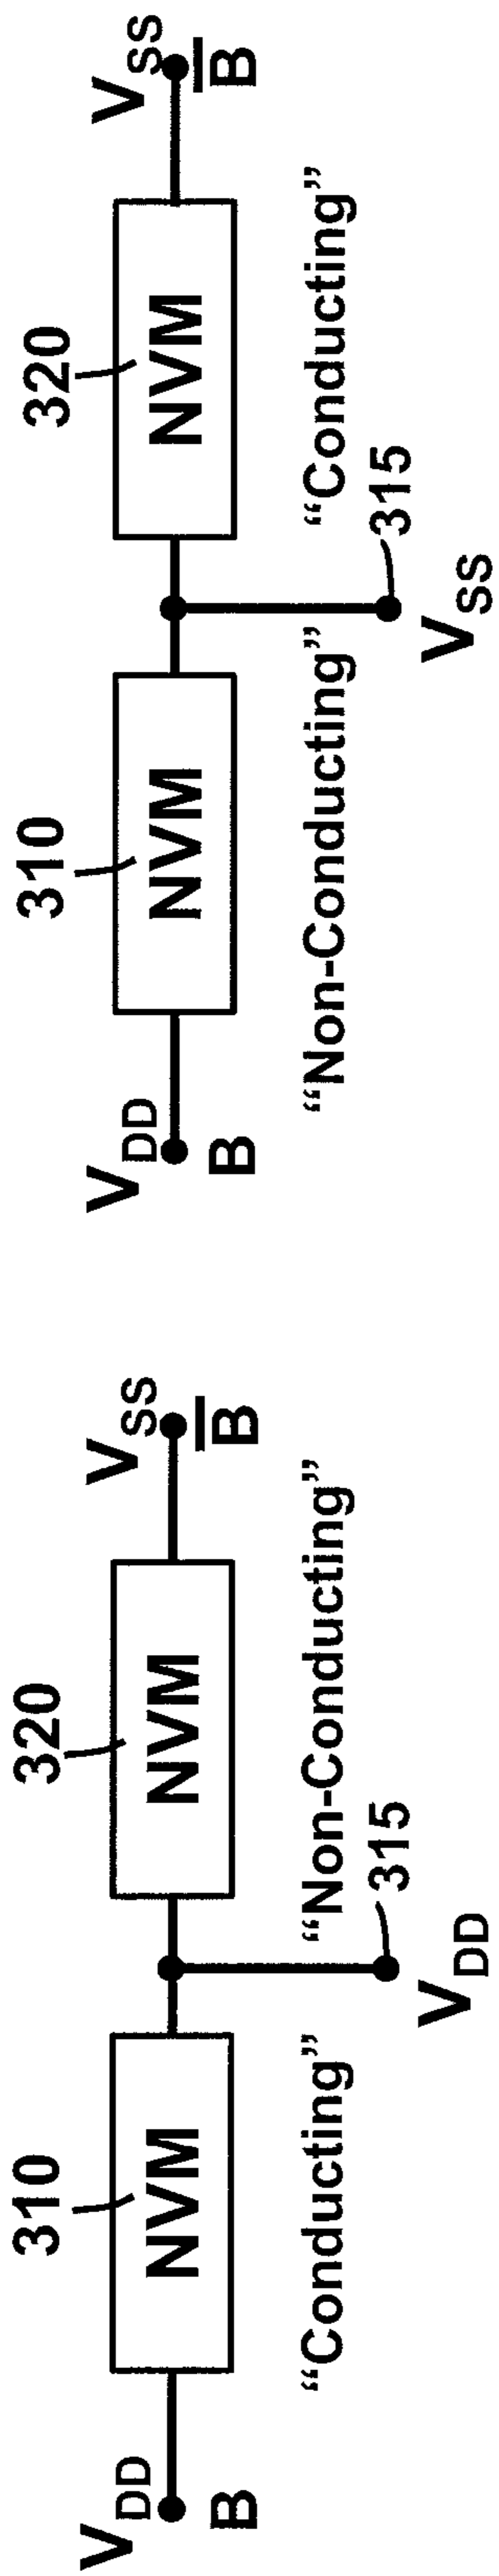 310 320
V_DD NVM NVM V_SS
B B̅
“Conducting” “Non-Conducting”
315
V_DD
310 320
V_DD NVM NVM V_SS
B B̅
“Non-Conducting” “Conducting”
315
V_SS